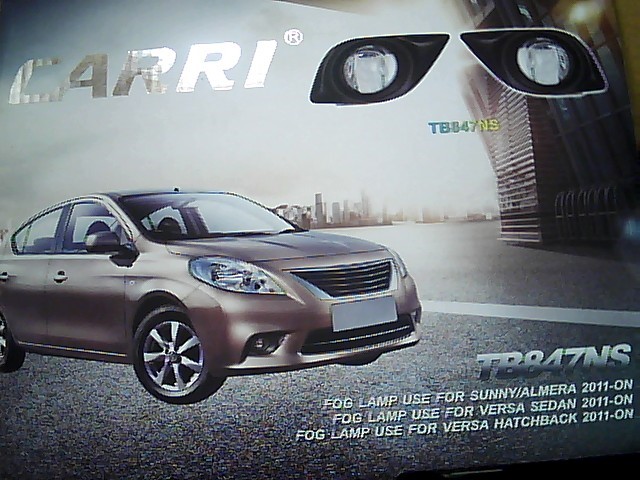 CARRI®
TB847NS
TB847NS
FOG LAMP USE FOR SUNNY/ALMERA 2011-ON
FOG LAMP USE FOR VERSA SEDAN 2011-ON
FOG LAMP USE FOR VERSA HATCHBACK 2011-ON